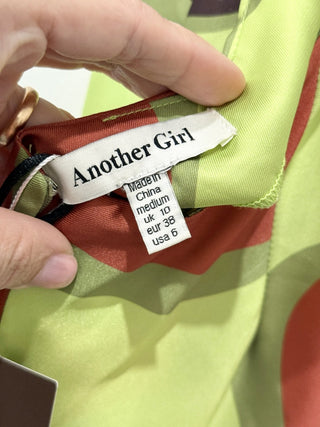 Another Girl
Made in
China
medium
uk 10
eur 38
usa 6